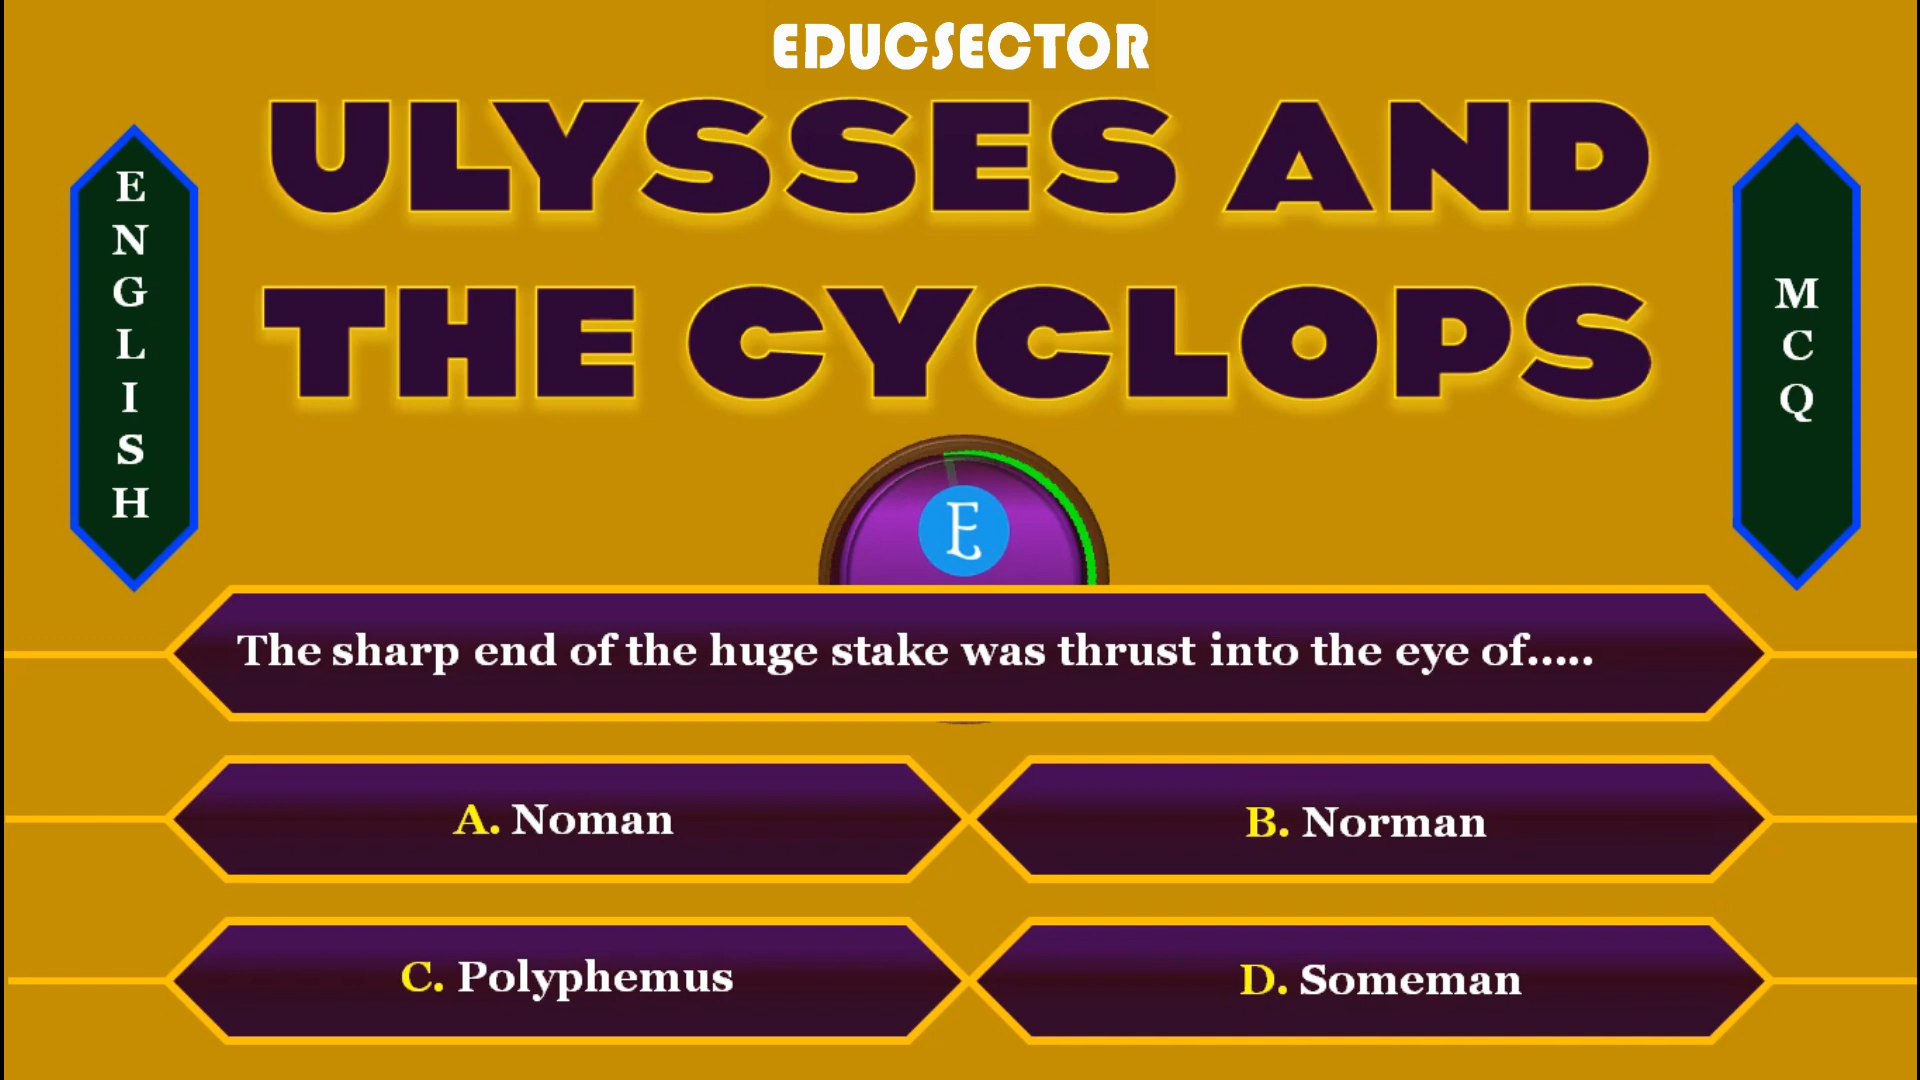 EDUCSECTOR
ULYSSES AND
THE CYCLOPS
ENGLISH
MCQ
E
The sharp end of the huge stake was thrust into the eye of.....
A. Noman
B. Norman
C. Polyphemus
D. Someman